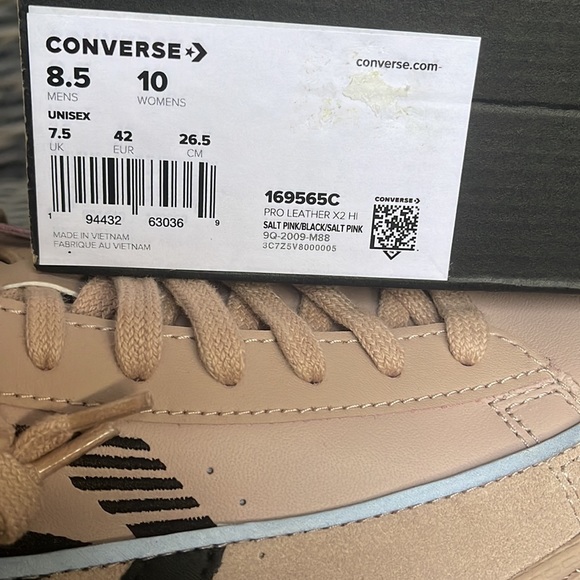 CONVERSE
converse.com
8.5 10
MENS WOMENS
UNISEX
7.5 42 26.5
UK EUR CM
1 94432 63036 9
MADE IN VIETNAM
FABRIQUE AU VIETNAM
169565C
PRO LEATHER X2 HI
SALT PINK/BLACK/SALT PINK
9Q-2009-M88
3C7Z5V8000005
CONVERSE